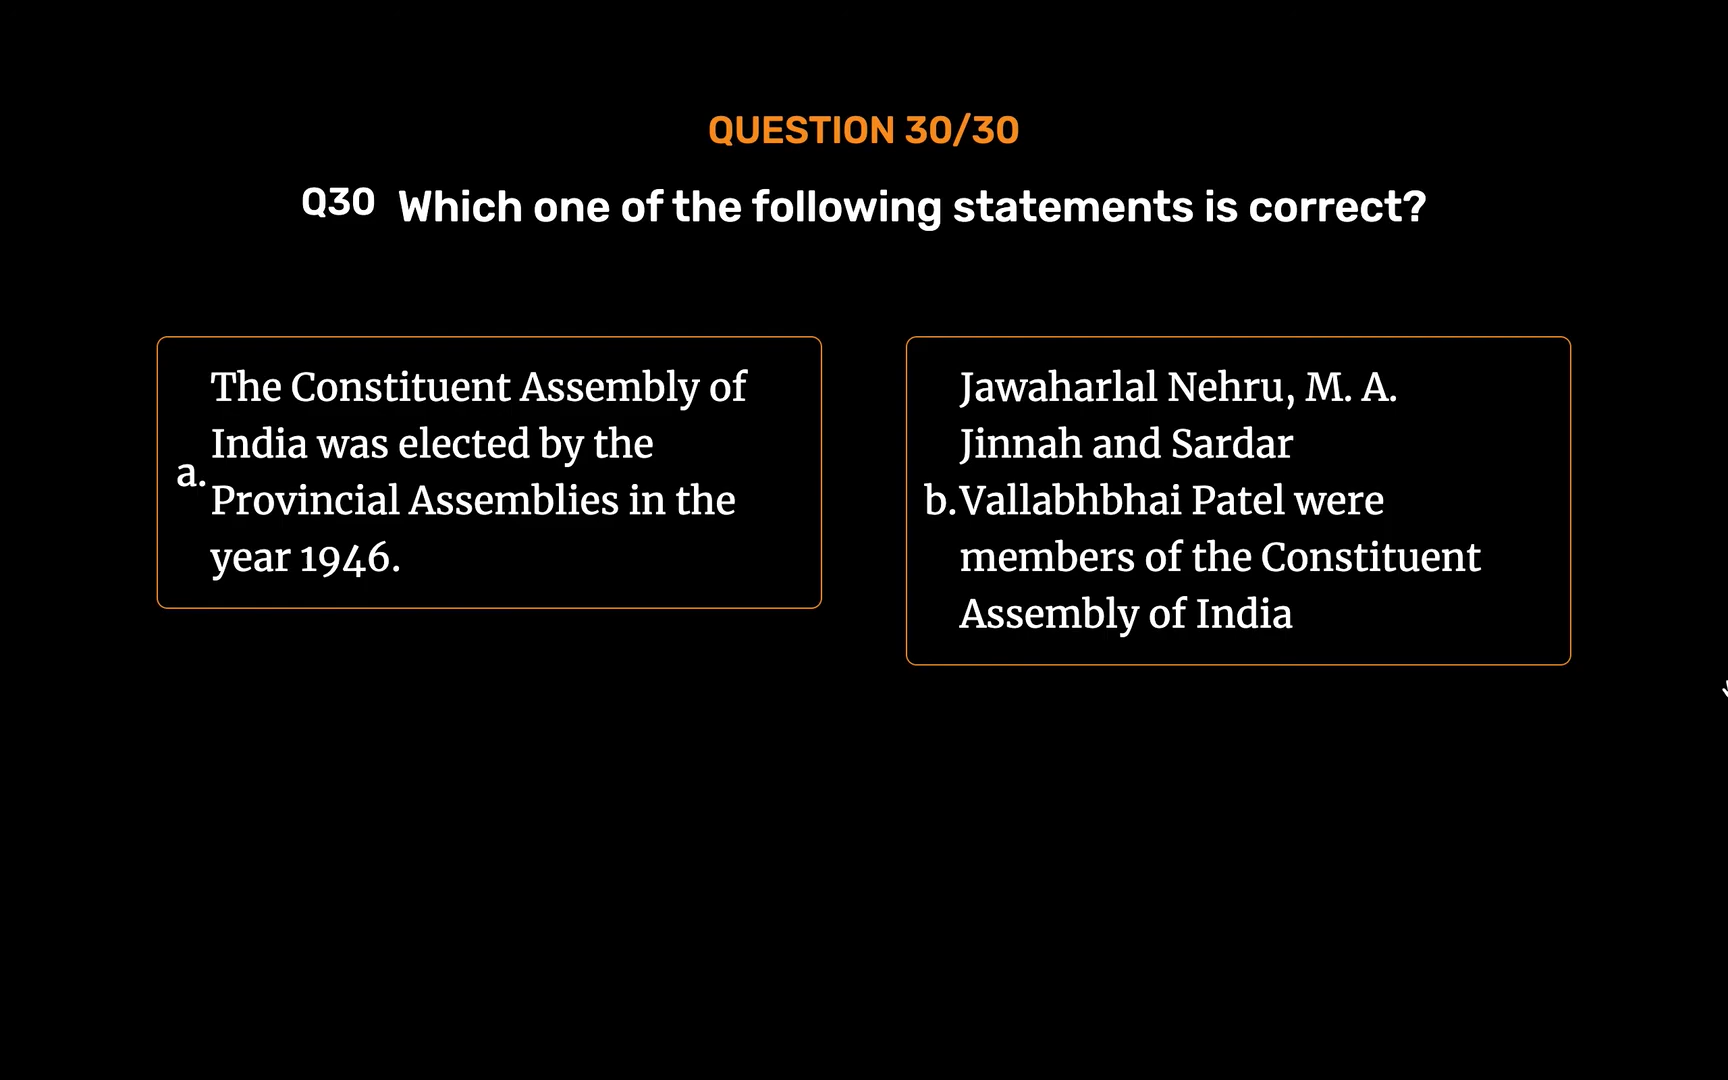 QUESTION 30/30
Q30 Which one of the following statements is correct?
a.
The Constituent Assembly of
India was elected by the
Provincial Assemblies in the
year 1946.
b.
Jawaharlal Nehru, M. A.
Jinnah and Sardar
Vallabhbhai Patel were
members of the Constituent
Assembly of India